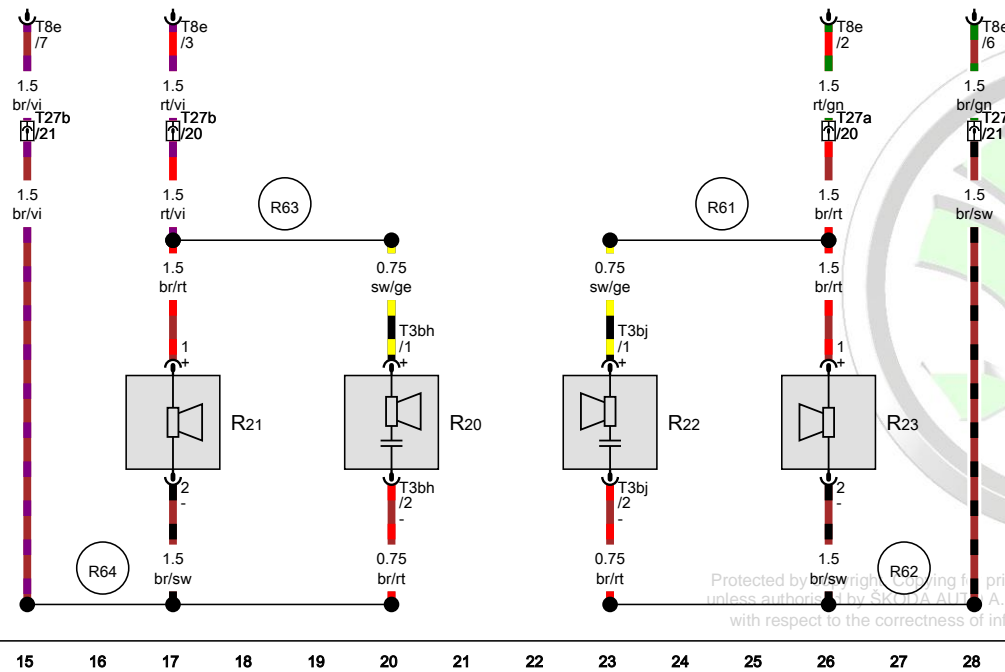 T8e
/7
T8e
/3
T8e
/2
T8e
/6
1.5
br/vi
1.5
rt/vi
1.5
rt/gn
1.5
br/gn
T27b
/21
T27b
/20
T27a
/20
/21
1.5
br/vi
1.5
rt/vi
1.5
br/rt
1.5
br/sw
R63
R61
1.5
br/rt
0.75
sw/ge
0.75
sw/ge
1.5
br/rt
1
+
T3bh
/1
+
T3bj
/1
+
1
+
R21
R20
R22
R23
2
-
T3bh
/2
-
T3bj
/2
-
2
-
R64
1.5
br/sw
0.75
br/rt
0.75
br/rt
1.5
br/sw
R62
Protected by copyright. Copying for pri
unless authorised by ŠKODA AUTO A.
with respect to the correctness of inf
15 16 17 18 19 20 21 22 23 24 25 26 27 28